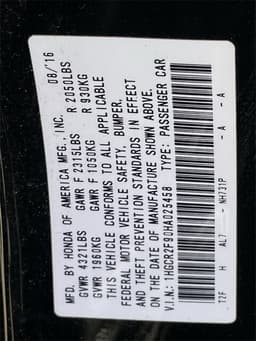 MFD. BY HONDA OF AMERICA MFG., INC. 08/16
GVWR 4321LBS GAWR F 2315LBS R 2050LBS
GVWR 1960KG GAWR F 1050KG R 930KG
THIS VEHICLE CONFORMS TO ALL APPLICABLE
FEDERAL MOTOR VEHICLE SAFETY, BUMPER,
AND THEFT PREVENTION STANDARDS IN EFFECT
ON THE DATE OF MANUFACTURE SHOWN ABOVE.
V.I.N.: 1HGCR2F90HA025458 TYPE: PASSENGER CAR
T2F H AL7 - NH731P - A - A